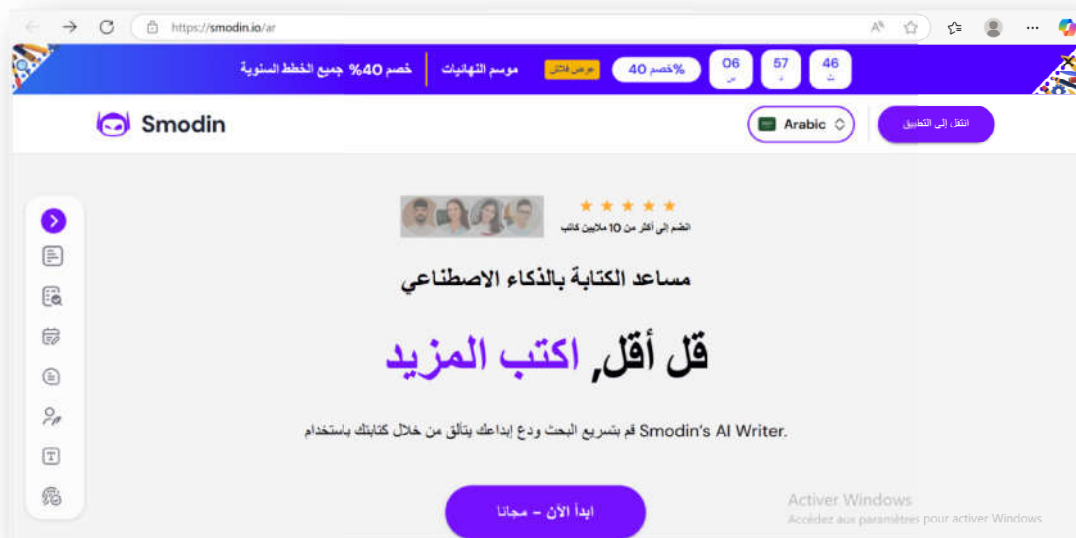 https://smodin.io/ar
خصم 40% جميع الخطط السنوية
موسم النهائيات
خصم 40%
06
س
57
د
46
ث
Smodin
Arabic
انتقل إلى التطبيق
انضم إلى أكثر من 10 ملايين كاتب
مساعد الكتابة بالذكاء الاصطناعي
قل أقل, اكتب المزيد
قم بتسريع البحث ودع إبداعك يتألق من خلال كتابتك باستخدام Smodin's AI Writer.
ابدأ الآن - مجانا
Activer Windows
Accédez aux paramètres pour activer Windows